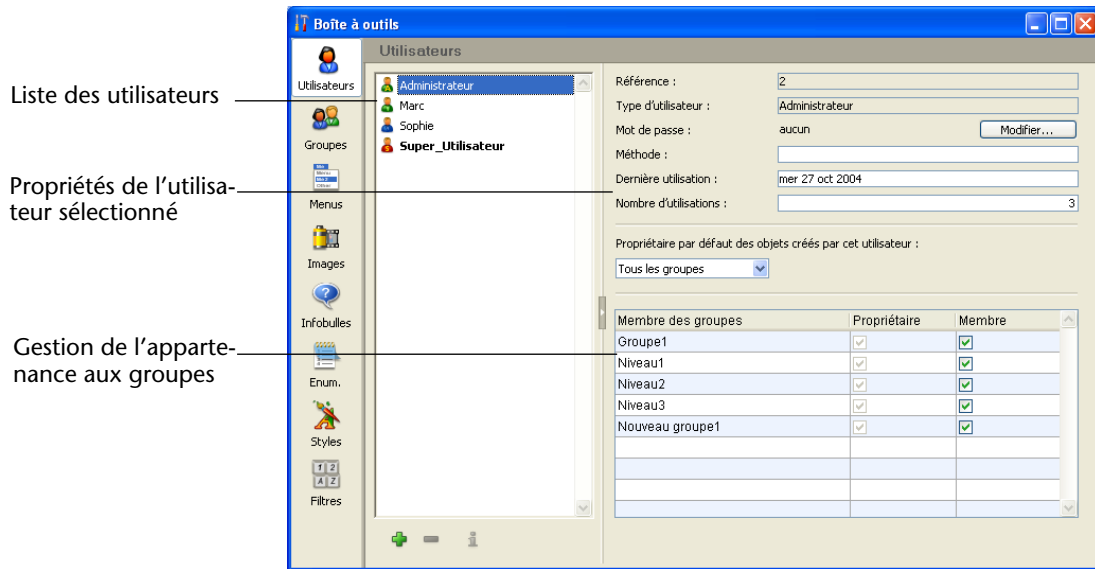 Boîte à outils
Utilisateurs
Utilisateurs
Groupes
Menus
Images
Infobulles
Enum.
Styles
Filtres
Liste des utilisateurs
Propriétés de l'utilisa-
teur sélectionné
Gestion de l'apparte-
nance aux groupes
Administrateur
Marc
Sophie
Super_Utilisateur
Référence : 2
Type d'utilisateur : Administrateur
Mot de passe : aucun Modifier...
Méthode :
Dernière utilisation : mer 27 oct 2004
Nombre d'utilisations : 3
Propriétaire par défaut des objets créés par cet utilisateur :
Tous les groupes
Membre des groupes Propriétaire Membre
Groupe1
Niveau1
Niveau2
Niveau3
Nouveau groupe1